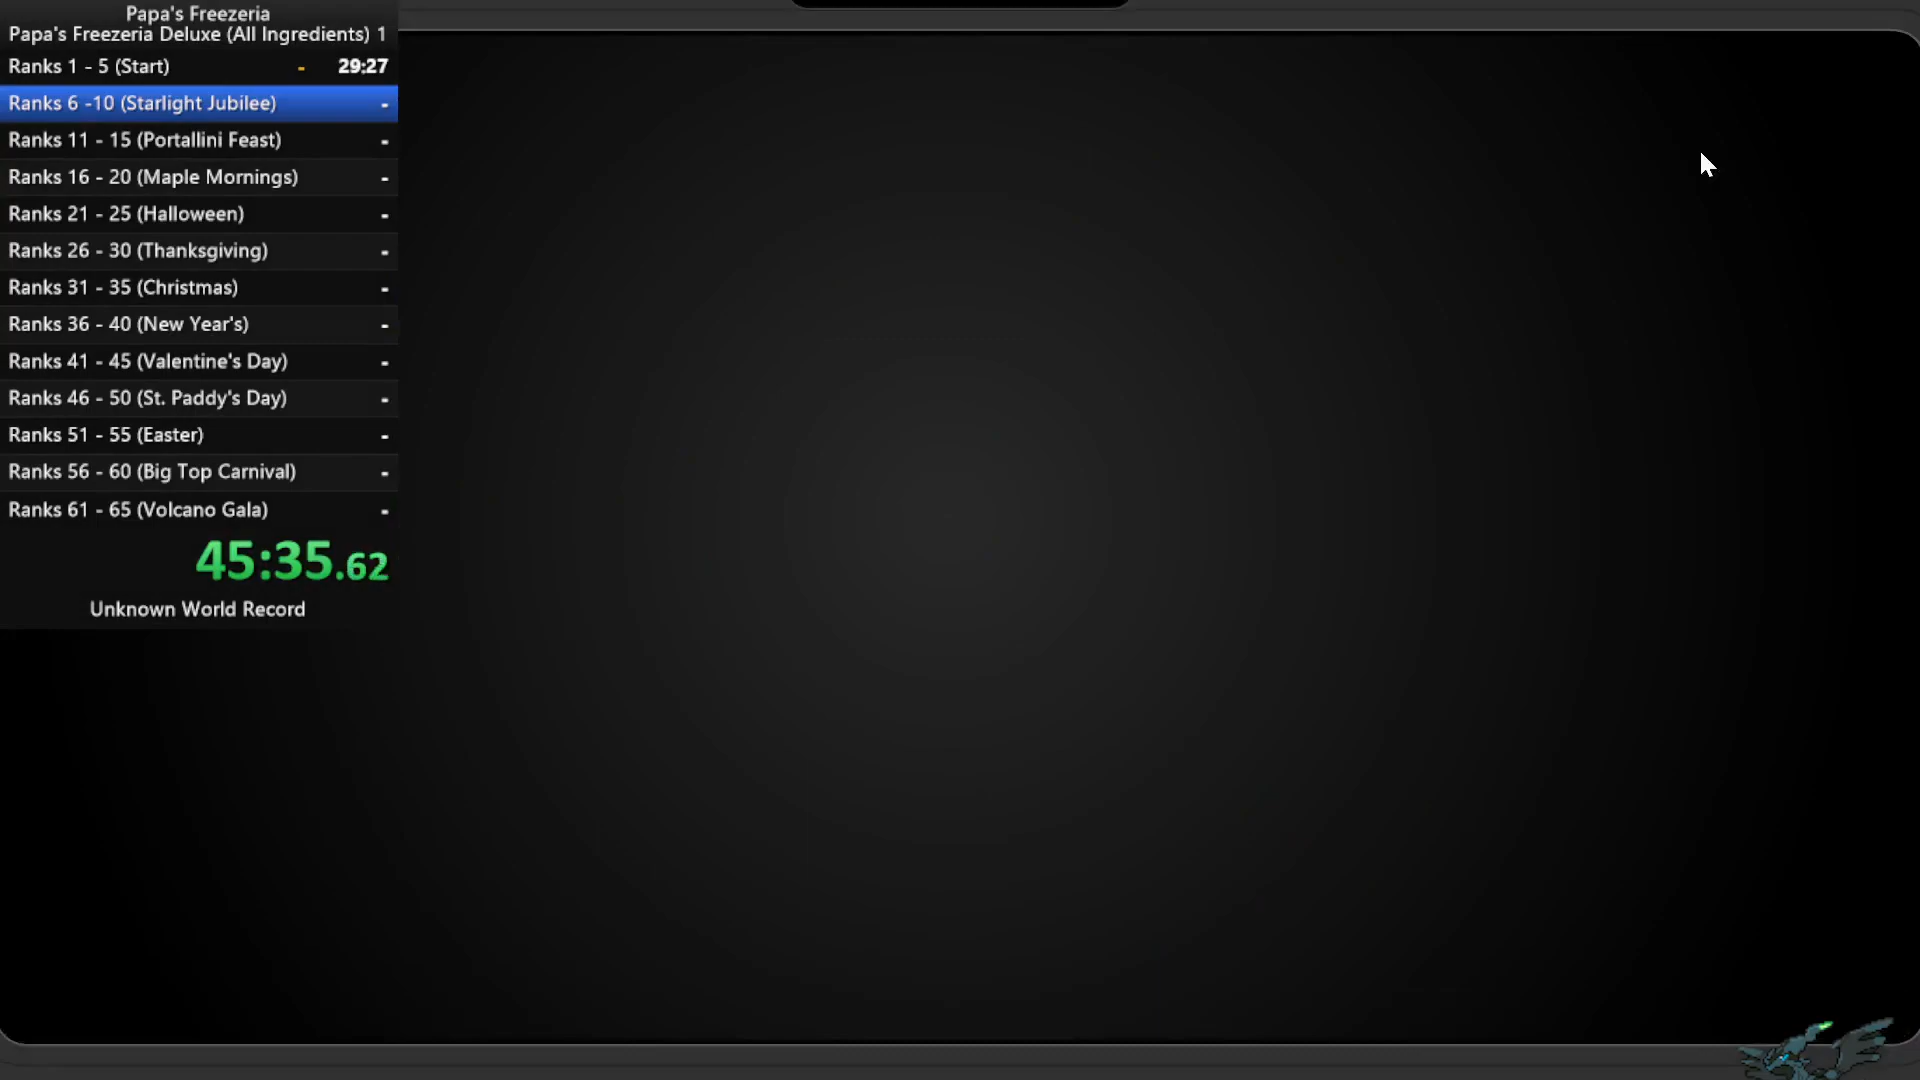 Papa's Freezeria
Papa's Freezeria Deluxe (All Ingredients) 1
Ranks 1 - 5 (Start) - 29:27
Ranks 6 -10 (Starlight Jubilee) -
Ranks 11 - 15 (Portallini Feast) -
Ranks 16 - 20 (Maple Mornings) -
Ranks 21 - 25 (Halloween) -
Ranks 26 - 30 (Thanksgiving) -
Ranks 31 - 35 (Christmas) -
Ranks 36 - 40 (New Year's) -
Ranks 41 - 45 (Valentine's Day) -
Ranks 46 - 50 (St. Paddy's Day) -
Ranks 51 - 55 (Easter) -
Ranks 56 - 60 (Big Top Carnival) -
Ranks 61 - 65 (Volcano Gala) -
45:35.62
Unknown World Record